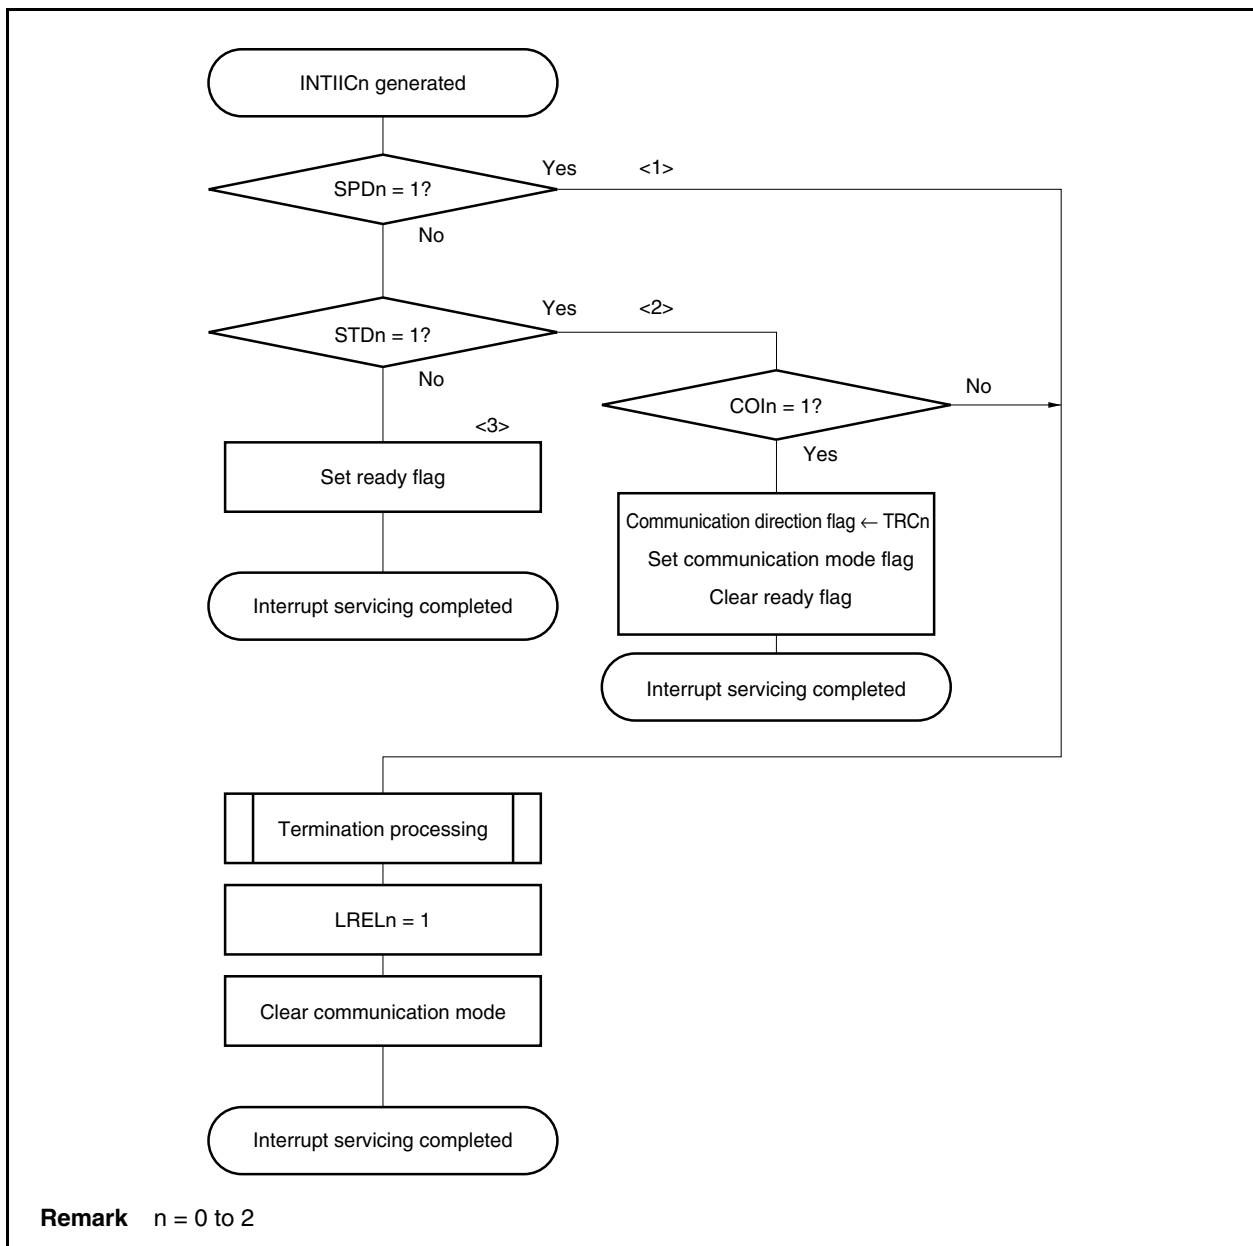 INTIICn generated
Yes <1>
SPDn = 1?
No
Yes <2>
STDn = 1?
No
No
COIn = 1?
Yes
<3>
Set ready flag
Communication direction flag ← TRCn
Set communication mode flag
Clear ready flag
Interrupt servicing completed
Interrupt servicing completed
Termination processing
LRELn = 1
Clear communication mode
Interrupt servicing completed
Remark n = 0 to 2